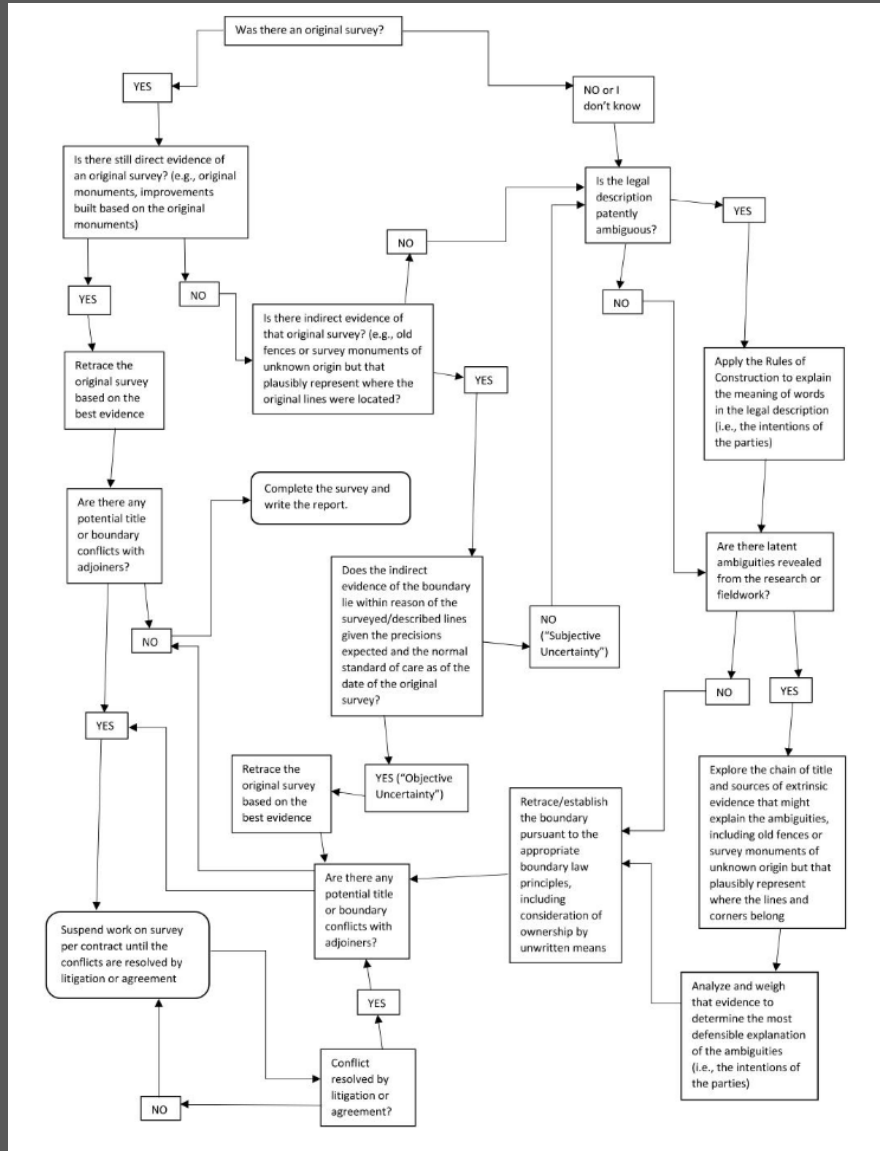 Was there an original survey?
YES
NO or I
don't know
Is there still direct evidence of
an original survey? (e.g., original
monuments, improvements
built based on the original
monuments)
Is the legal
description
patently
ambiguous?
YES
NO
YES
NO
NO
Is there indirect evidence of
that original survey? (e.g., old
fences or survey monuments of
unknown origin but that
plausibly represent where the
original lines were located?
YES
Retrace the
original survey
based on the
best evidence
Apply the Rules of
Construction to explain
the meaning of words
in the legal description
(i.e., the intentions of
the parties)
Complete the survey and
write the report.
Are there any
potential title
or boundary
conflicts with
adjoiners?
Are there latent
ambiguities revealed
from the research or
fieldwork?
Does the indirect
evidence of the boundary
lie within reason of the
surveyed/described lines
given the precisions
expected and the normal
standard of care as of the
date of the original
survey?
NO
("Subjective
Uncertainty")
NO
NO
YES
YES
Retrace the
original survey
based on the
best evidence
YES ("Objective
Uncertainty")
Retrace/establish
the boundary
pursuant to the
appropriate
boundary law
principles,
including
consideration of
ownership by
unwritten means
Explore the chain of title
and sources of extrinsic
evidence that might
explain the ambiguities,
including old fences or
survey monuments of
unknown origin but that
plausibly represent
where the lines and
corners belong
Are there any
potential title
or boundary
conflicts with
adjoiners?
Suspend work on survey
per contract until the
conflicts are resolved by
litigation or agreement
Analyze and weigh
that evidence to
determine the most
defensible explanation
of the ambiguities
(i.e., the intentions of
the parties)
YES
Conflict
resolved by
litigation or
agreement?
NO